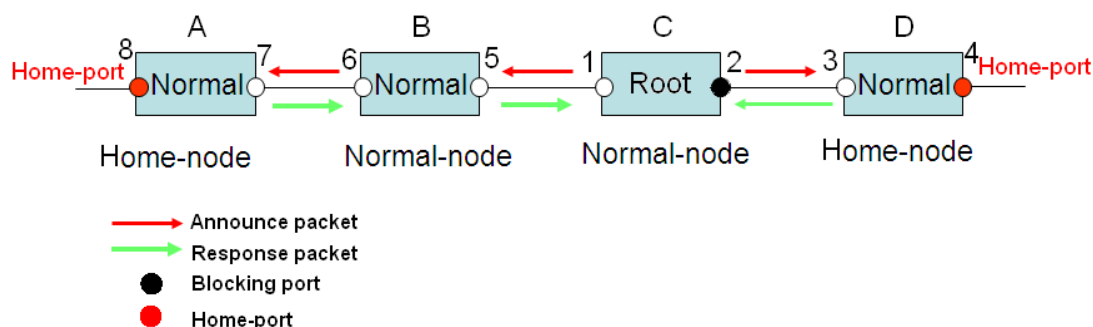 A B C D
8 7 6 5 1 2 3 4
Home-port Normal Normal Root Normal Home-port
Home-node Normal-node Normal-node Home-node
Announce packet
Response packet
Blocking port
Home-port